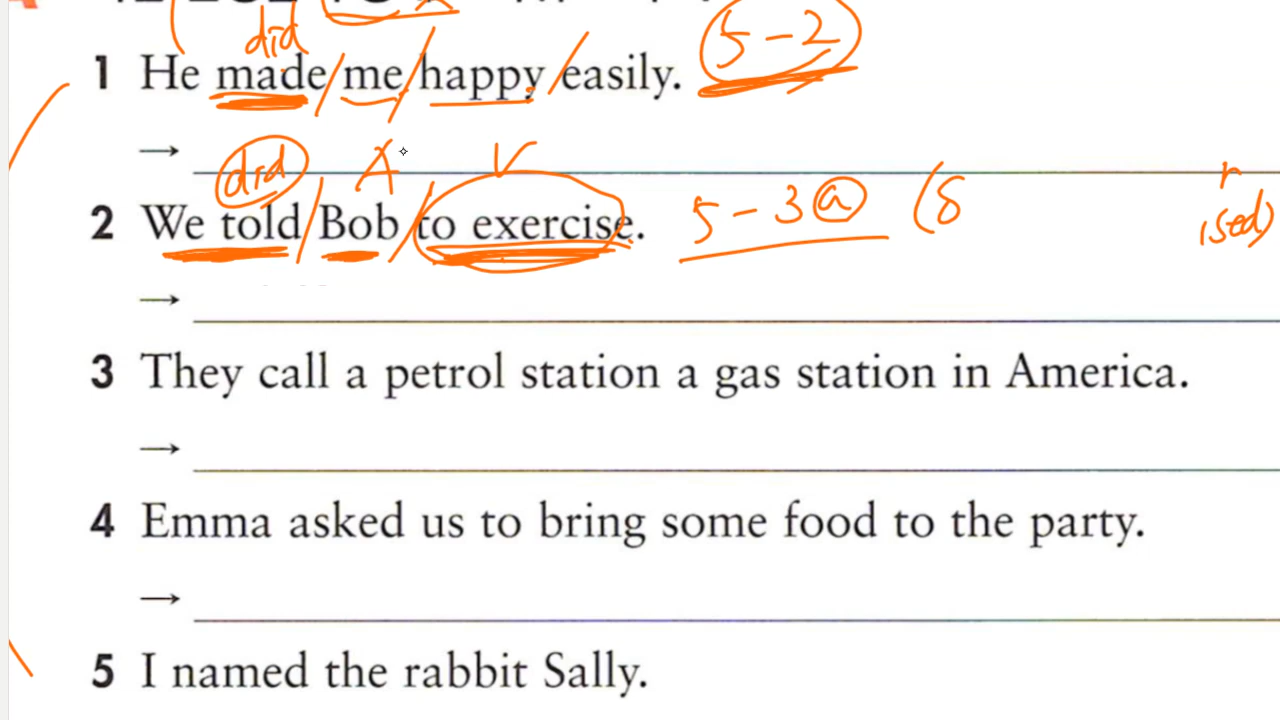 did
5-2
1 He made/me/happy/easily.
→
did A V
2 We told/Bob/to exercise. 5-3ⓐ
→
3 They call a petrol station a gas station in America.
→
4 Emma asked us to bring some food to the party.
→
5 I named the rabbit Sally.